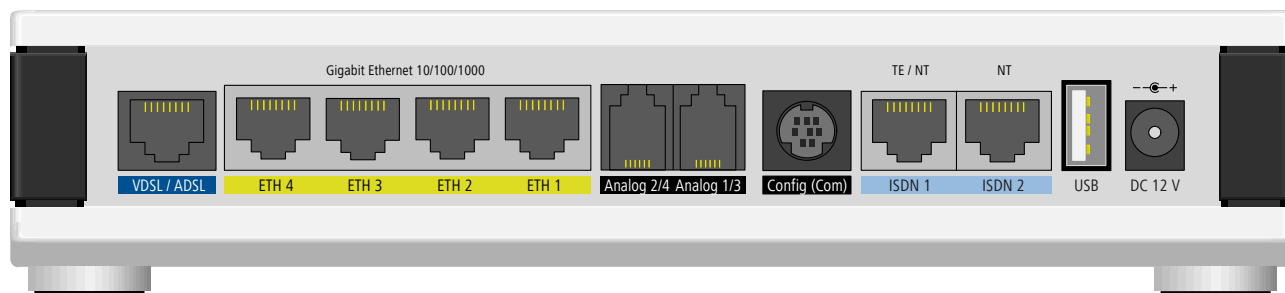 Gigabit Ethernet 10/100/1000
TE / NT
NT
VDSL / ADSL
ETH 4
ETH 3
ETH 2
ETH 1
Analog 2/4
Analog 1/3
Config (Com)
ISDN 1
ISDN 2
USB
DC 12 V